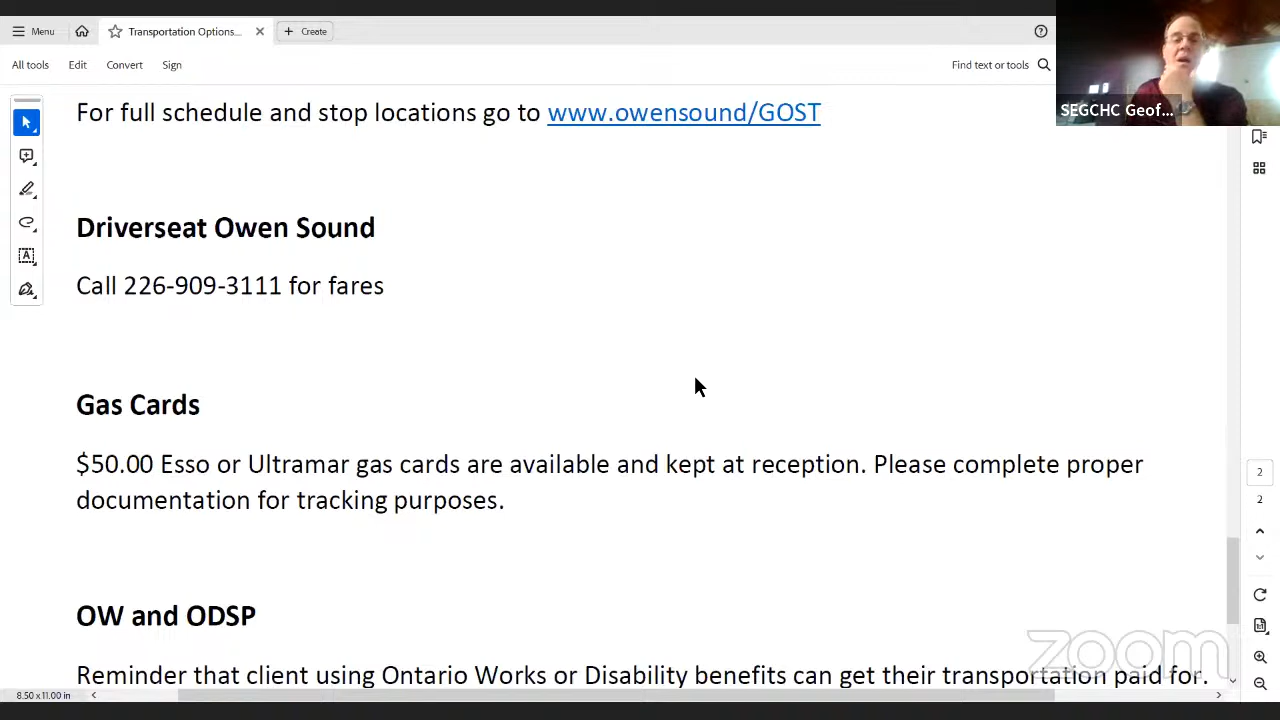 Menu
Transportation Options...
Create
All tools Edit Convert Sign
Find text or tools
SEGCHC Geof...
For full schedule and stop locations go to www.owensound/GOST
Driverseat Owen Sound
Call 226-909-3111 for fares
Gas Cards
$50.00 Esso or Ultramar gas cards are available and kept at reception. Please complete proper
documentation for tracking purposes.
2
2
OW and ODSP
Reminder that client using Ontario Works or Disability benefits can get their transportation paid for.
zoom
8.50 x 11.00 in